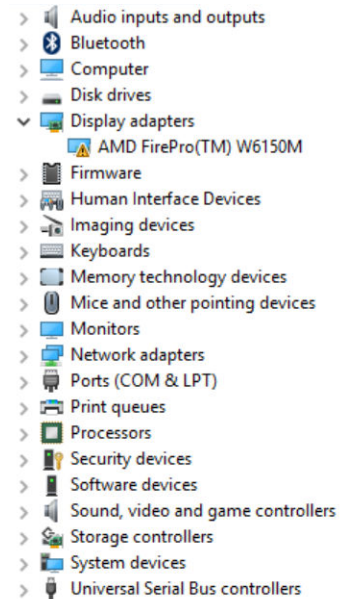 Audio inputs and outputs
Bluetooth
Computer
Disk drives
Display adapters
AMD FirePro(TM) W6150M
Firmware
Human Interface Devices
Imaging devices
Keyboards
Memory technology devices
Mice and other pointing devices
Monitors
Network adapters
Ports (COM & LPT)
Print queues
Processors
Security devices
Software devices
Sound, video and game controllers
Storage controllers
System devices
Universal Serial Bus controllers